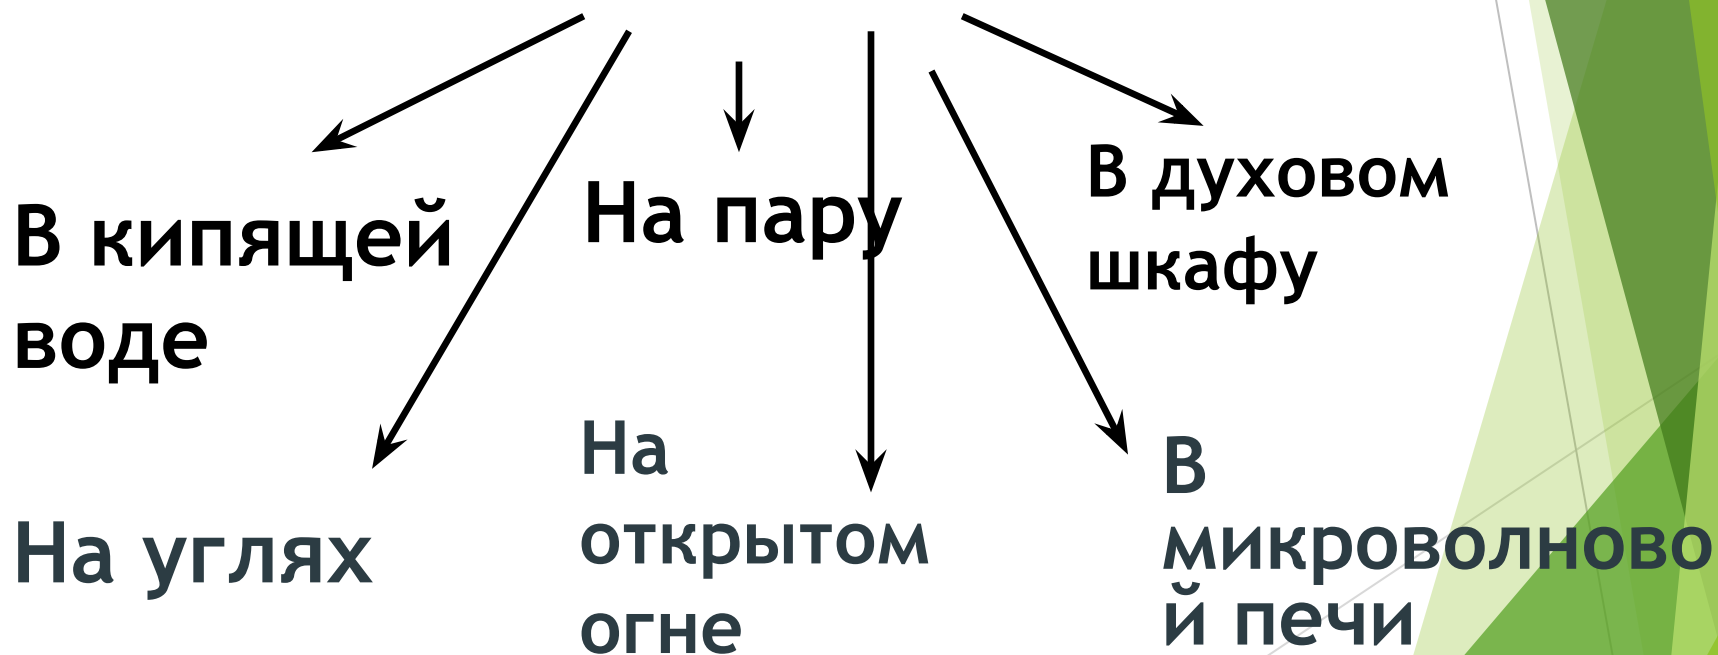 В кипящей
воде
На пару
В духовом
шкафу
На углях
На
открытом
огне
В
микроволново
й печи